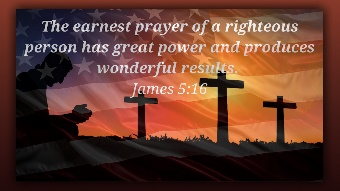 The earnest prayer of a righteous
person has great power and produces
wonderful results.
James 5:16